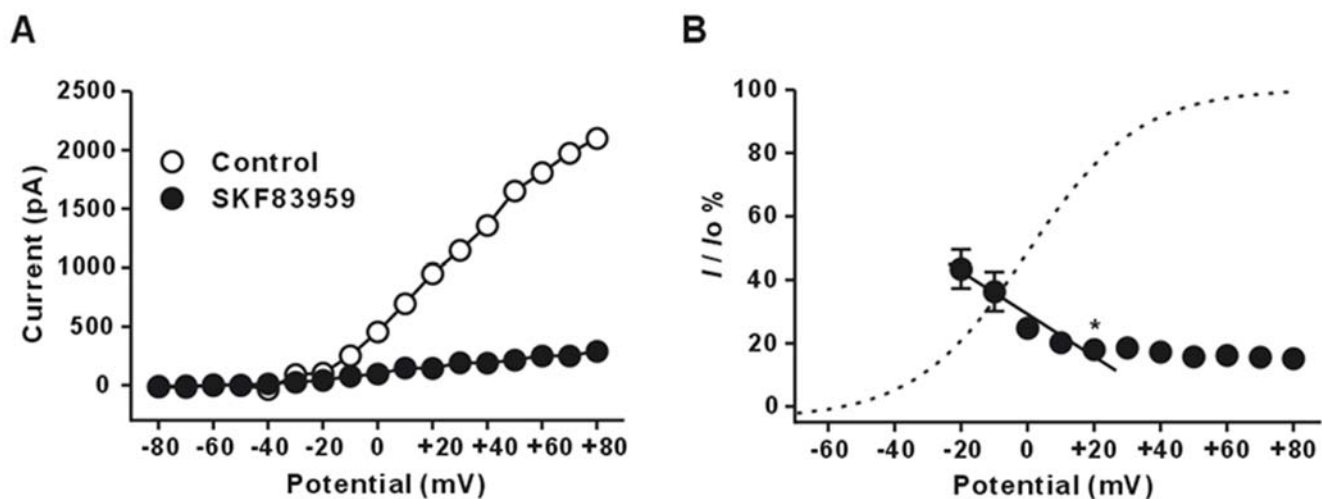 A
2500
2000
1500
1000
500
0
Current (pA)
Control
SKF83959
-80 -60 -40 -20 0 +20 +40 +60 +80
Potential (mV)
B
100
80
60
40
20
0
I / Io %
*
-60 -40 -20 0 +20 +40 +60 +80
Potential (mV)